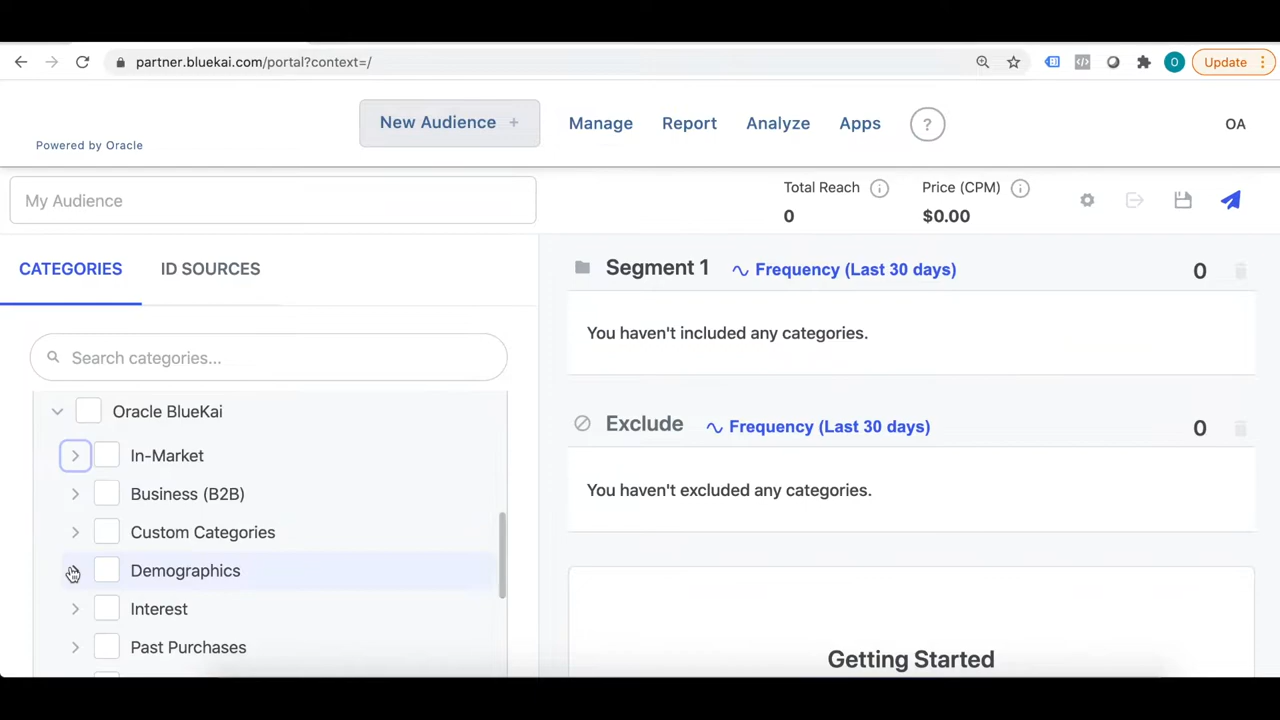 partner.bluekai.com/portal?context=/
O
Update
New Audience +
Manage
Report
Analyze
Apps
?
OA
Powered by Oracle
My Audience
Total Reach
Price (CPM)
0
$0.00
CATEGORIES
ID SOURCES
Segment 1
Frequency (Last 30 days)
0
You haven't included any categories.
Search categories...
Oracle BlueKai
In-Market
Business (B2B)
Custom Categories
Demographics
Interest
Past Purchases
Exclude
Frequency (Last 30 days)
0
You haven't excluded any categories.
Getting Started